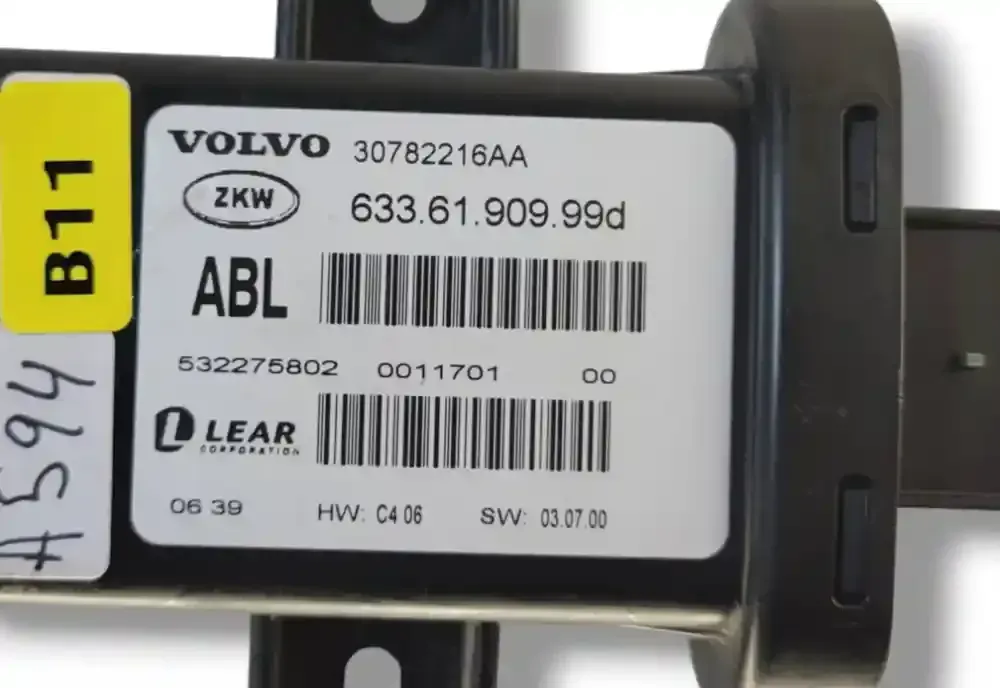 B11
A594
VOLVO 30782216AA
ZKW 633.61.909.99d
ABL
532275802 0011701 00
LEAR
CORPORATION
06 39 HW: C4 06 SW: 03.07.00